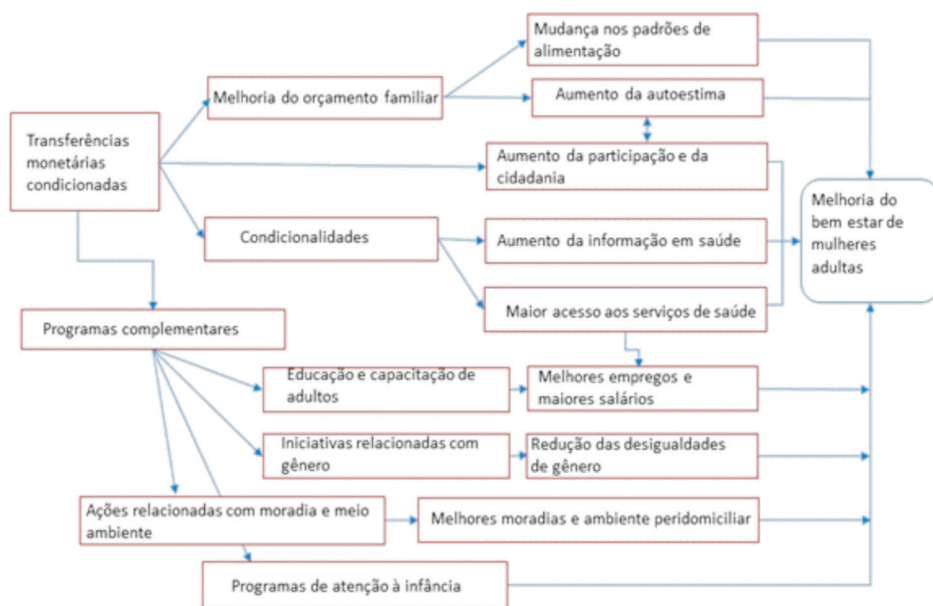 Mudança nos padrões de
alimentação
Melhoria do orçamento familiar
Aumento da autoestima
Transferências
monetárias
condicionadas
Aumento da participação e da
cidadania
Melhoria do
bem estar de
mulheres
adultas
Condicionalidades
Aumento da informação em saúde
Maior acesso aos serviços de saúde
Programas complementares
Educação e capacitação de
adultos
Melhores empregos e
maiores salários
Iniciativas relacionadas com
gênero
Redução das desigualdades
de gênero
Ações relacionadas com moradia e meio
ambiente
Melhores moradias e ambiente peridomiciliar
Programas de atenção à infância